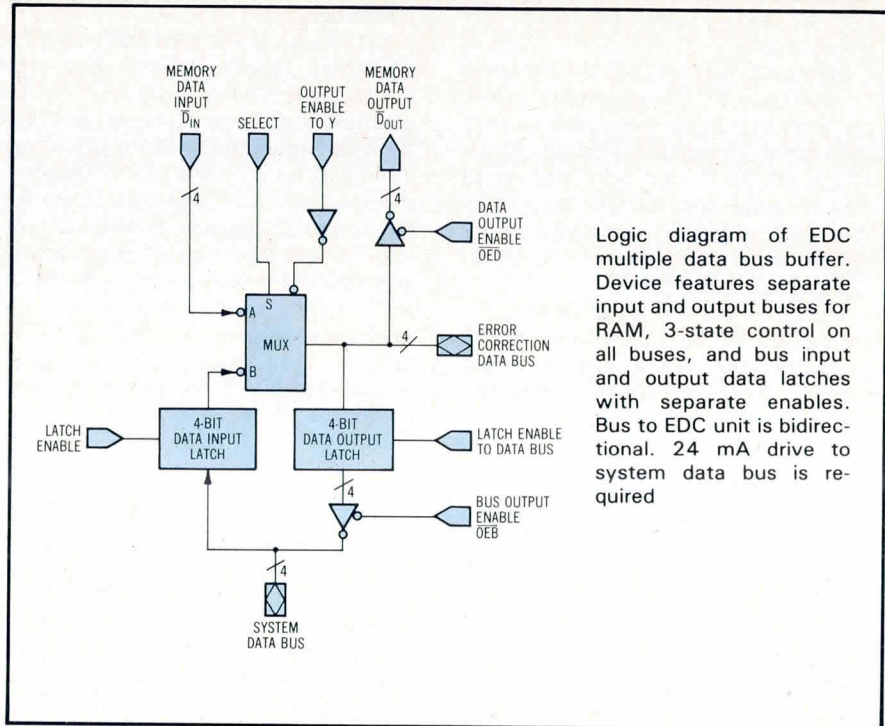 MEMORY
DATA
INPUT
D̅IN
SELECT
OUTPUT
ENABLE
TO Y
MEMORY
DATA
OUTPUT
D̅OUT
4
4
DATA
OUTPUT
ENABLE
O̅E̅D̅
S
A
MUX
B
4
ERROR
CORRECTION
DATA BUS
LATCH
ENABLE
4-BIT
DATA INPUT
LATCH
4-BIT
DATA OUTPUT
LATCH
LATCH ENABLE
TO DATA BUS
4
BUS OUTPUT
ENABLE
O̅E̅B̅
4
SYSTEM
DATA BUS
Logic diagram of EDC
multiple data bus buffer.
Device features separate
input and output buses for
RAM, 3-state control on
all buses, and bus input
and output data latches
with separate enables.
Bus to EDC unit is bidirec-
tional. 24 mA drive to
system data bus is re-
quired